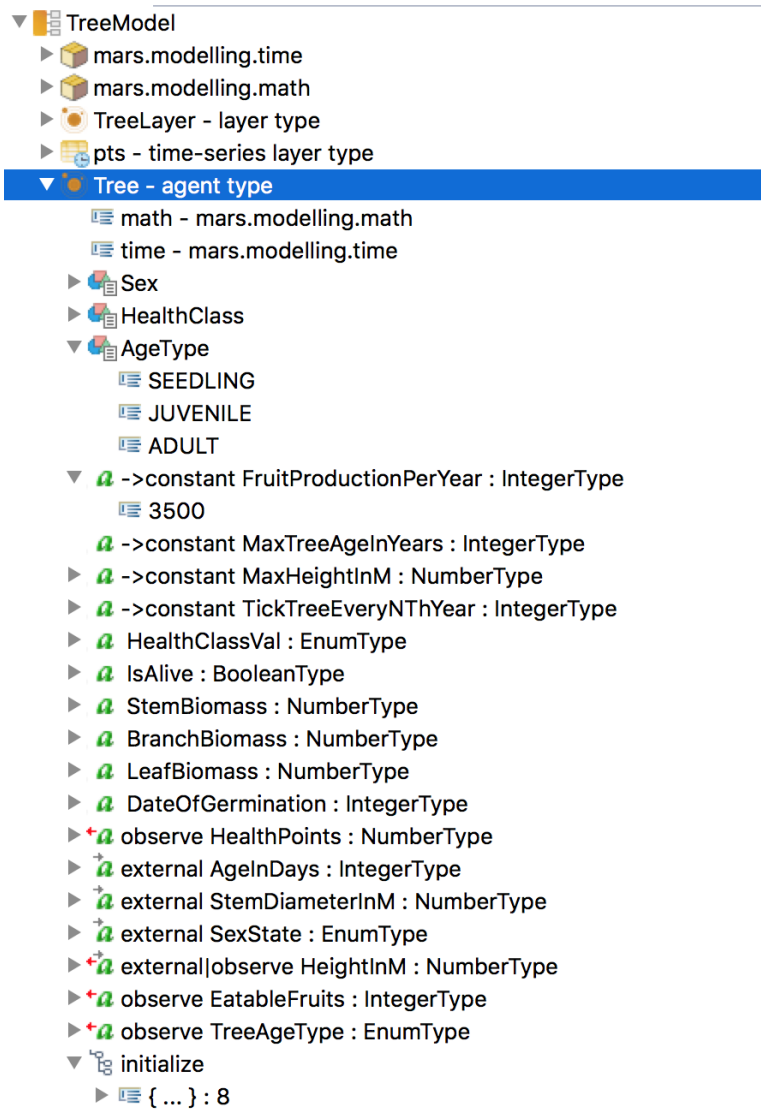 TreeModel
mars.modelling.time
mars.modelling.math
TreeLayer - layer type
pts - time-series layer type
Tree - agent type
math - mars.modelling.math
time - mars.modelling.time
Sex
HealthClass
AgeType
SEEDLING
JUVENILE
ADULT
->constant FruitProductionPerYear : IntegerType
3500
->constant MaxTreeAgeInYears : IntegerType
->constant MaxHeightInM : NumberType
->constant TickTreeEveryNThYear : IntegerType
HealthClassVal : EnumType
IsAlive : BooleanType
StemBiomass : NumberType
BranchBiomass : NumberType
LeafBiomass : NumberType
DateOfGermination : IntegerType
observe HealthPoints : NumberType
external AgeInDays : IntegerType
external StemDiameterInM : NumberType
external SexState : EnumType
external|observe HeightInM : NumberType
observe EatableFruits : IntegerType
observe TreeAgeType : EnumType
initialize
{ ... } : 8